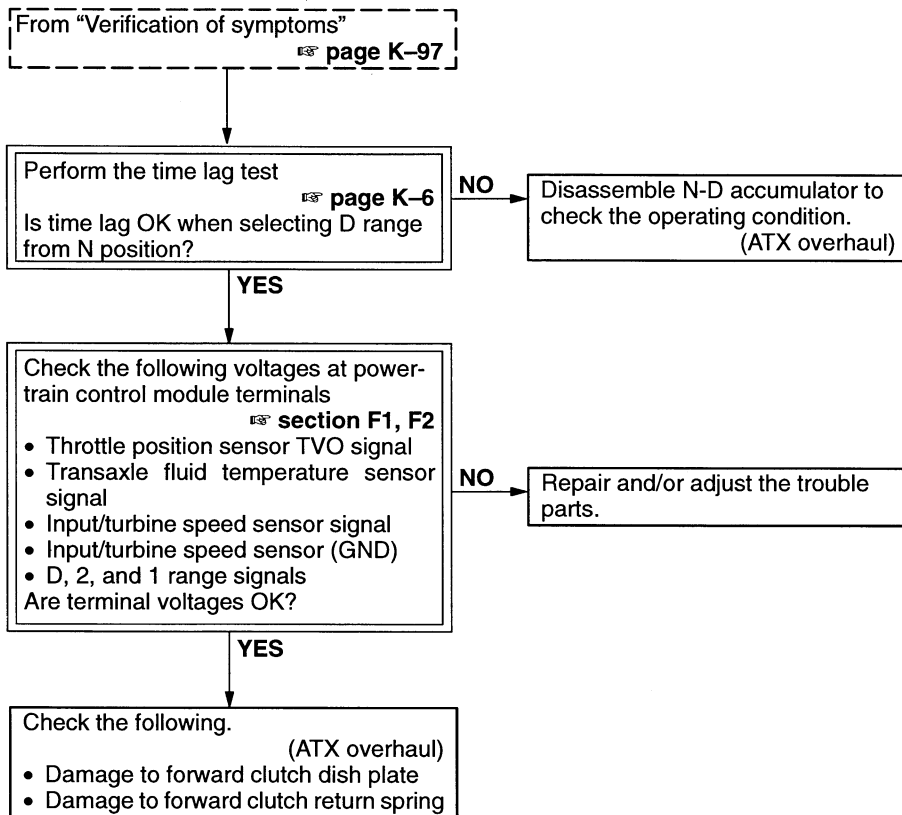 From “Verification of symptoms”
☞ page K–97
Perform the time lag test
☞ page K–6
Is time lag OK when selecting D range
from N position?
NO
Disassemble N-D accumulator to
check the operating condition.
(ATX overhaul)
YES
Check the following voltages at power-
train control module terminals
☞ section F1, F2
• Throttle position sensor TVO signal
• Transaxle fluid temperature sensor
signal
• Input/turbine speed sensor signal
• Input/turbine speed sensor (GND)
• D, 2, and 1 range signals
Are terminal voltages OK?
NO
Repair and/or adjust the trouble
parts.
YES
Check the following.
(ATX overhaul)
• Damage to forward clutch dish plate
• Damage to forward clutch return spring